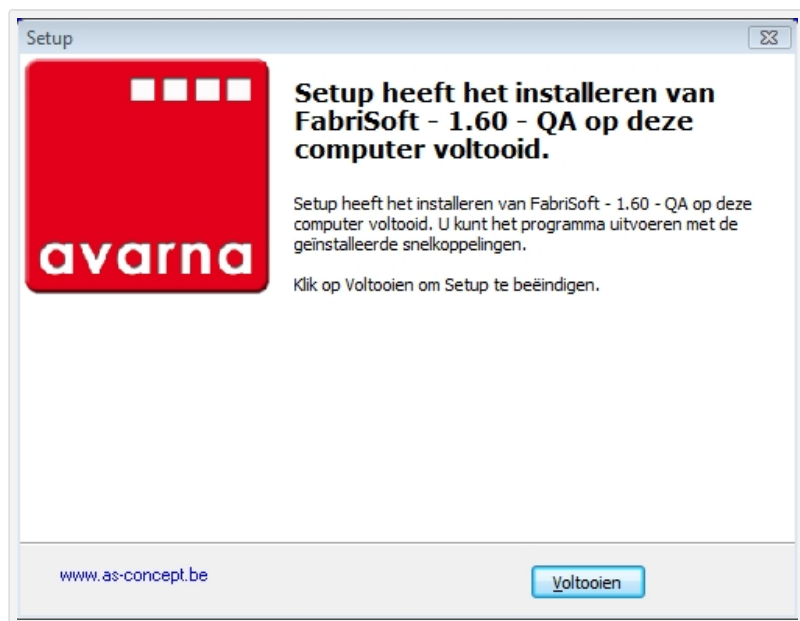 Setup
avarna
Setup heeft het installeren van
FabriSoft - 1.60 - QA op deze
computer voltooid.
Setup heeft het installeren van FabriSoft - 1.60 - QA op deze
computer voltooid. U kunt het programma uitvoeren met de
geïnstalleerde snelkoppelingen.
Klik op Voltooien om Setup te beëindigen.
www.as-concept.be
Voltooien